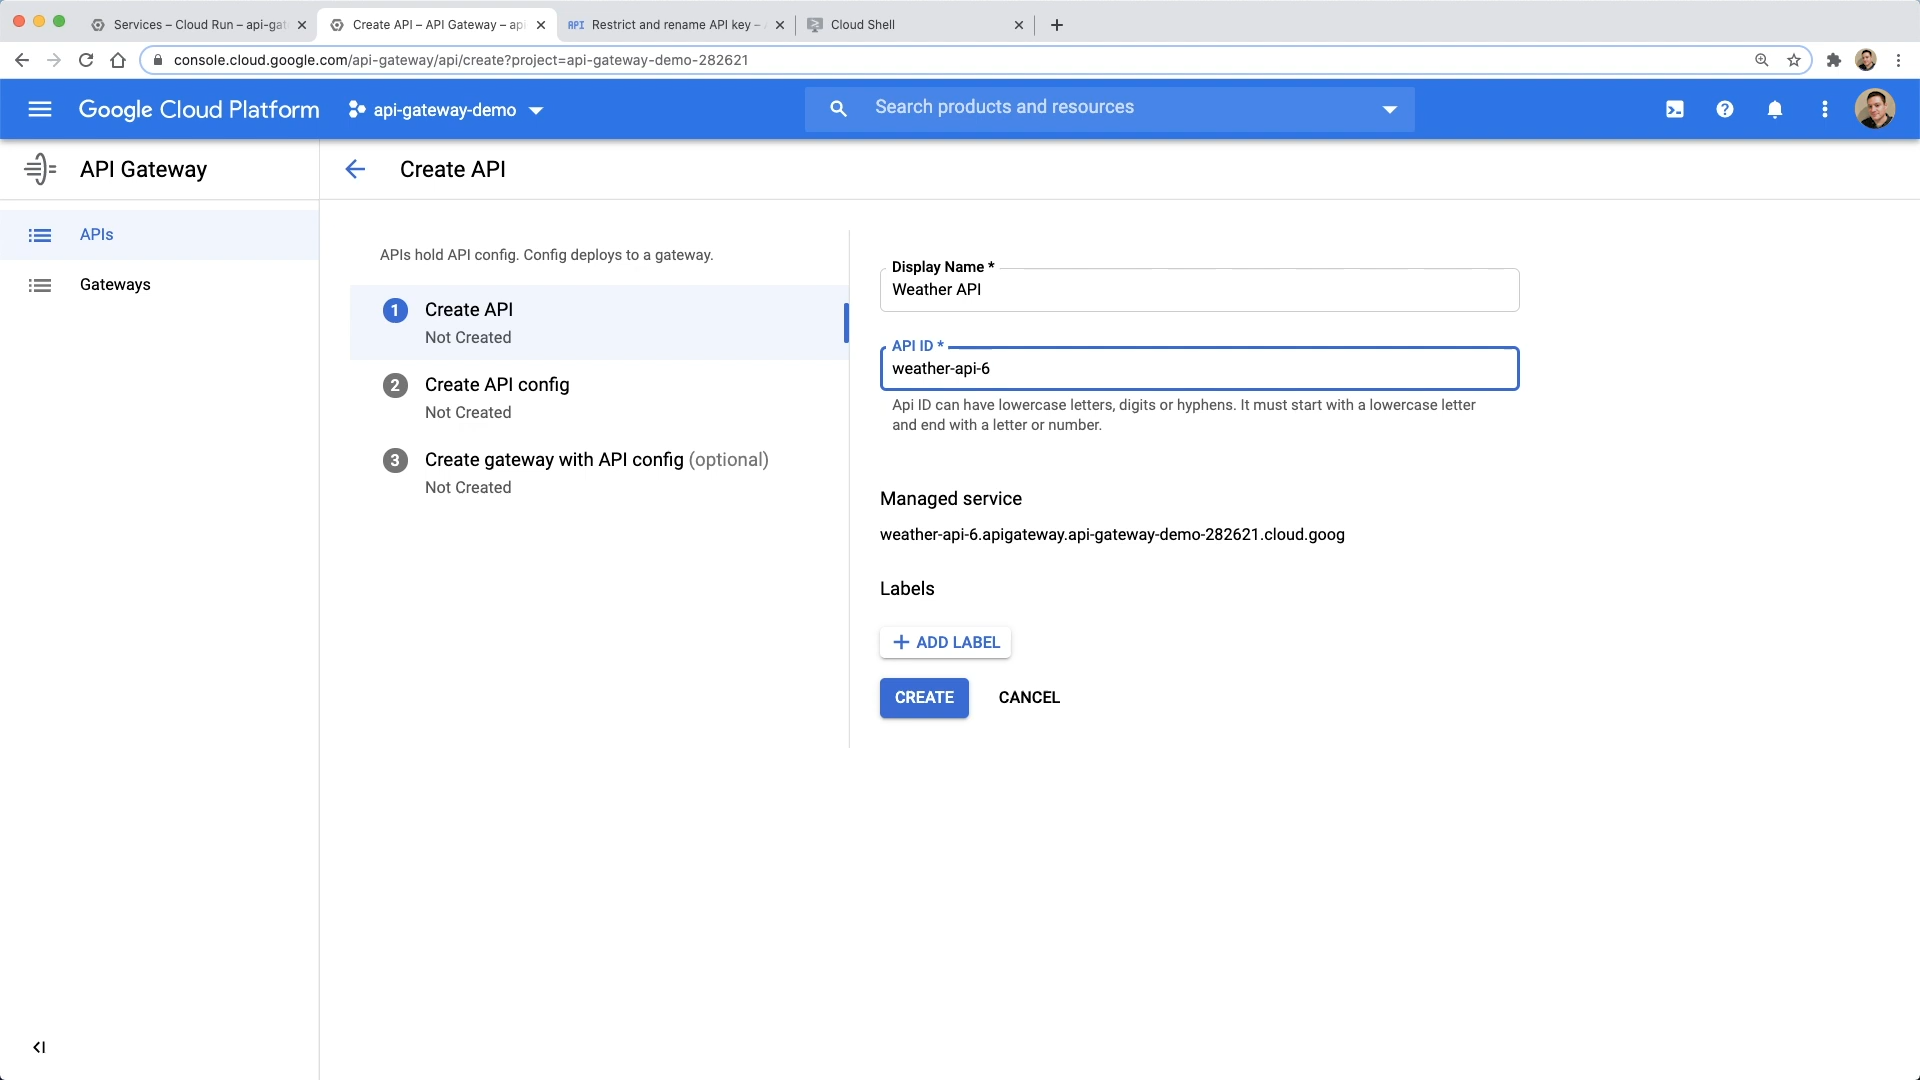 Services – Cloud Run – api-gat
Create API – API Gateway – api
API Restrict and rename API key –
Cloud Shell
console.cloud.google.com/api-gateway/api/create?project=api-gateway-demo-282621
Google Cloud Platform
api-gateway-demo
Search products and resources
API Gateway
Create API
APIs
Gateways
APIs hold API config. Config deploys to a gateway.
1 Create API
Not Created
2 Create API config
Not Created
3 Create gateway with API config (optional)
Not Created
Display Name *
Weather API
API ID *
weather-api-6
Api ID can have lowercase letters, digits or hyphens. It must start with a lowercase letter
and end with a letter or number.
Managed service
weather-api-6.apigateway.api-gateway-demo-282621.cloud.goog
Labels
ADD LABEL
CREATE
CANCEL